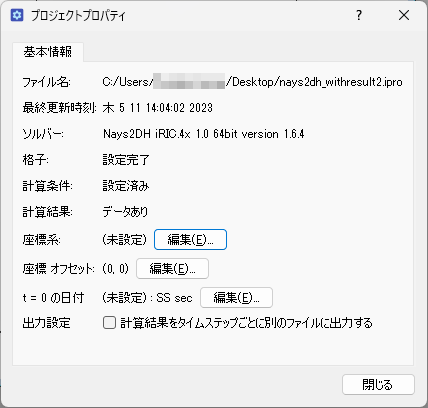 プロジェクトプロパティ
基本情報
ファイル名: C:/Users/ /Desktop/nays2dh_withresult2.ipro
最終更新時刻: 木 5 11 14:04:02 2023
ソルバー: Nays2DH iRIC.4x 1.0 64bit version 1.6.4
格子: 設定完了
計算条件: 設定済み
計算結果: データあり
座標系: (未設定) 編集(E)...
座標 オフセット: (0, 0) 編集(E)...
t = 0 の日付 (未設定) : SS sec 編集(E)...
出力設定 計算結果をタイムステップごとに別のファイルに出力する
閉じる